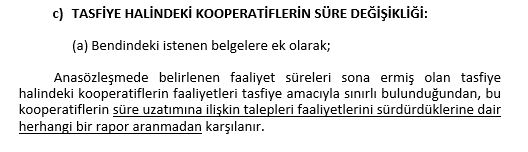 c) TASFİYE HALİNDEKİ KOOPERATİFLERİN SÜRE DEĞİŞİKLİĞİ:
(a) Bendindeki istenen belgelere ek olarak;
Anasözleşmede belirlenen faaliyet süreleri sona ermiş olan tasfiye
halindeki kooperatiflerin faaliyetleri tasfiye amacıyla sınırlı bulunduğundan, bu
kooperatiflerin süre uzatımına ilişkin talepleri faaliyetlerini sürdürdüklerine dair
herhangi bir rapor aranmadan karşılanır.